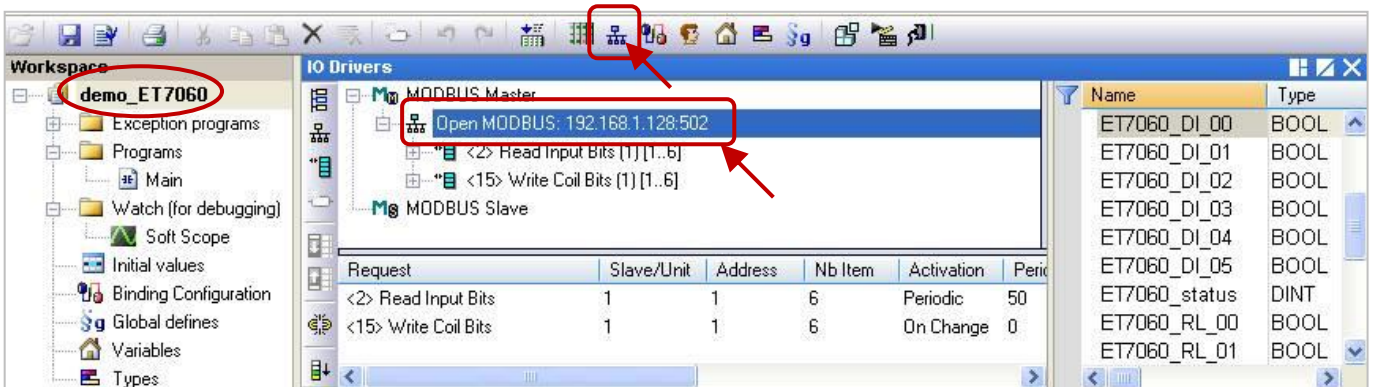 Workspace
demo_ET7060
Exception programs
Programs
Main
Watch (for debugging)
Soft Scope
Initial values
Binding Configuration
Global defines
Variables
Types
IO Drivers
MODBUS Master
Open MODBUS: 192.168.1.128:502
<2> Read Input Bits (1) [1..6]
<15> Write Coil Bits (1) [1..6]
MODBUS Slave
Request Slave/Unit Address Nb Item Activation Peri
<2> Read Input Bits 1 1 6 Periodic 50
<15> Write Coil Bits 1 1 6 On Change 0
Name Type
ET7060_DI_00 BOOL
ET7060_DI_01 BOOL
ET7060_DI_02 BOOL
ET7060_DI_03 BOOL
ET7060_DI_04 BOOL
ET7060_DI_05 BOOL
ET7060_status DINT
ET7060_RL_00 BOOL
ET7060_RL_01 BOOL